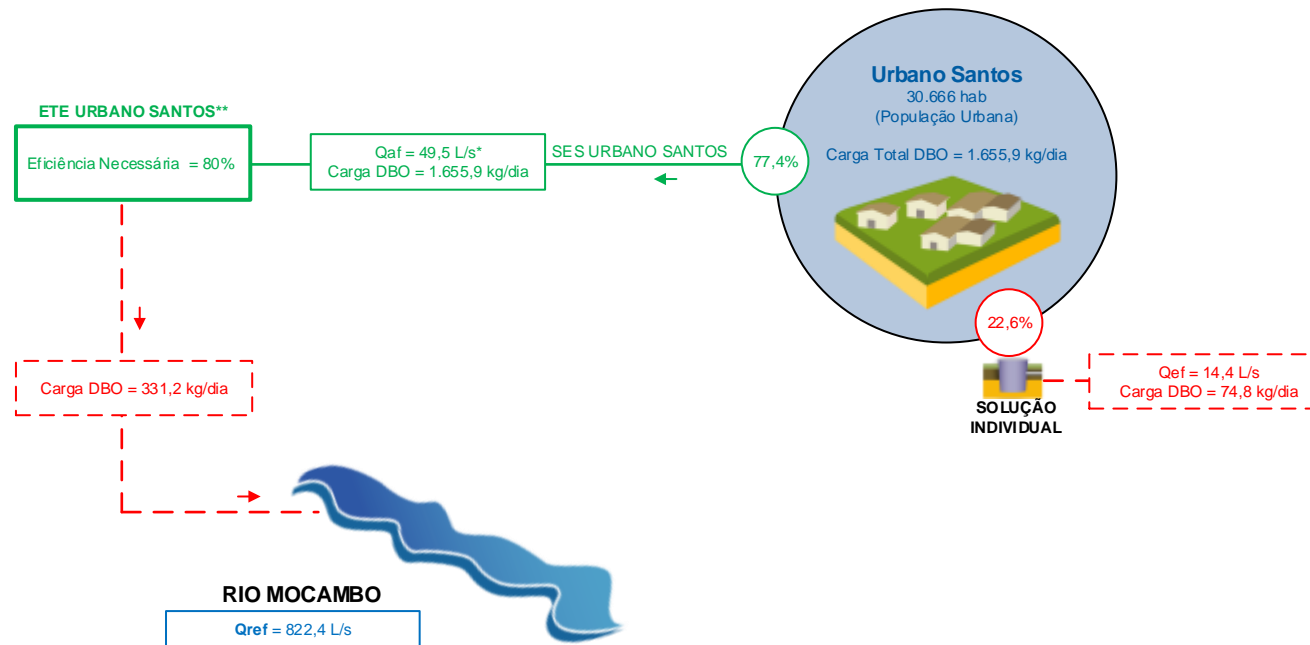 Urbano Santos
30.666 hab
(População Urbana)
Carga Total DBO = 1.655,9 kg/dia
ETE URBANO SANTOS**
Eficiência Necessária = 80%
Qaf = 49,5 L/s*
Carga DBO = 1.655,9 kg/dia
SES URBANO SANTOS
77,4%
22,6%
SOLUÇÃO
INDIVIDUAL
Qef = 14,4 L/s
Carga DBO = 74,8 kg/dia
Carga DBO = 331,2 kg/dia
RIO MOCAMBO
Qref = 822,4 L/s